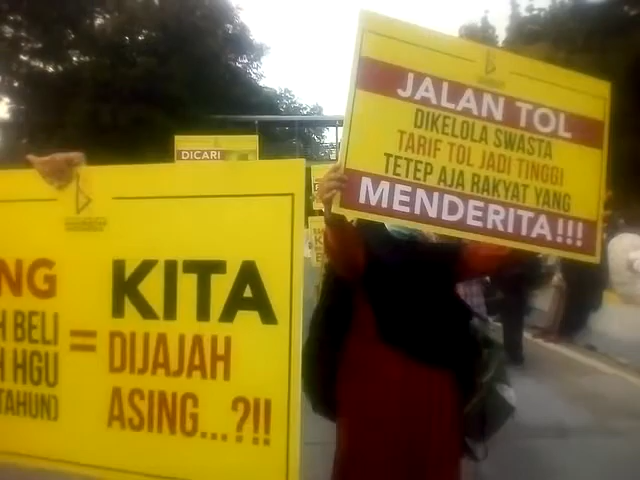 JALAN TOL
DIKELOLA SWASTA
TARIF TOL JADI TINGGI
TETEP AJA RAKYAT YANG
MENDERITA!!!
DICARI
NG KITA
H BELI = DIJAJAH
H HGU ASING...?!!
TAHUN)